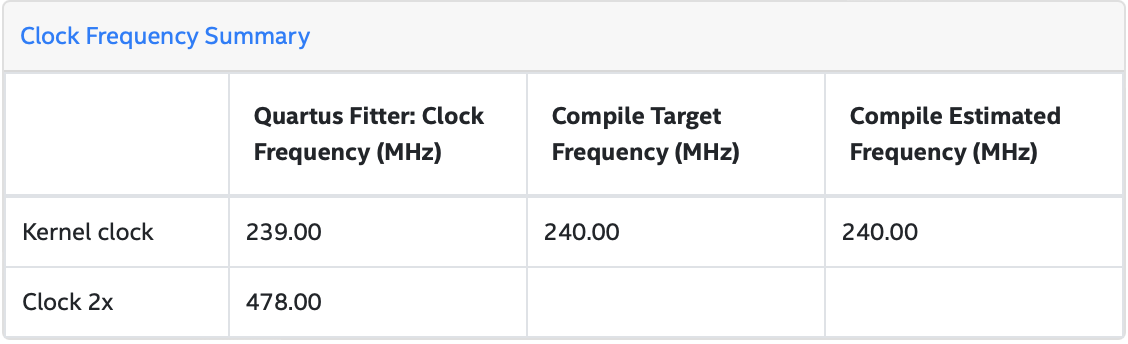 Clock Frequency Summary
Quartus Fitter: Clock Frequency (MHz)
Compile Target Frequency (MHz)
Compile Estimated Frequency (MHz)
Kernel clock 239.00 240.00 240.00
Clock 2x 478.00